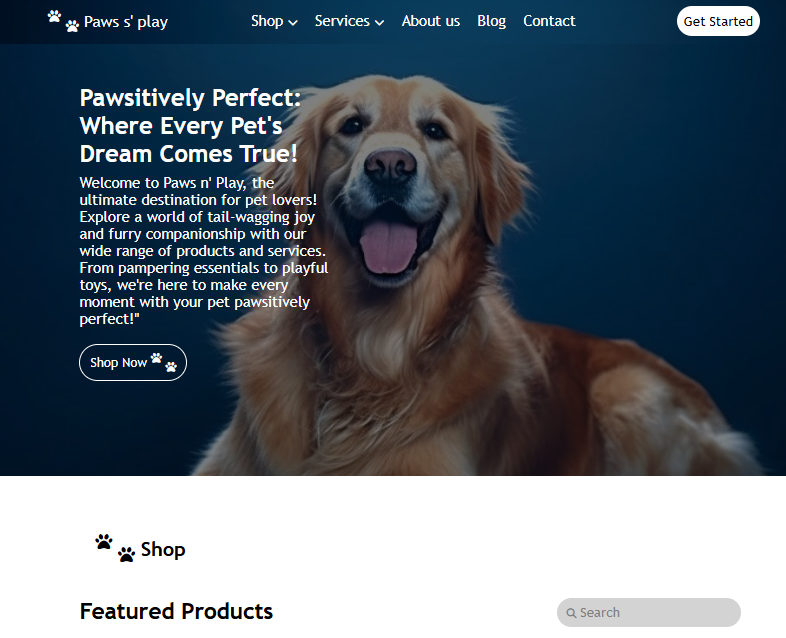 Paws s' play
Shop
Services
About us
Blog
Contact
Get Started
Pawsitively Perfect:
Where Every Pet's
Dream Comes True!
Welcome to Paws n' Play, the
ultimate destination for pet lovers!
Explore a world of tail-wagging joy
and furry companionship with our
wide range of products and services.
From pampering essentials to playful
toys, we're here to make every
moment with your pet pawsitively
perfect!"
Shop Now
Shop
Featured Products
Search